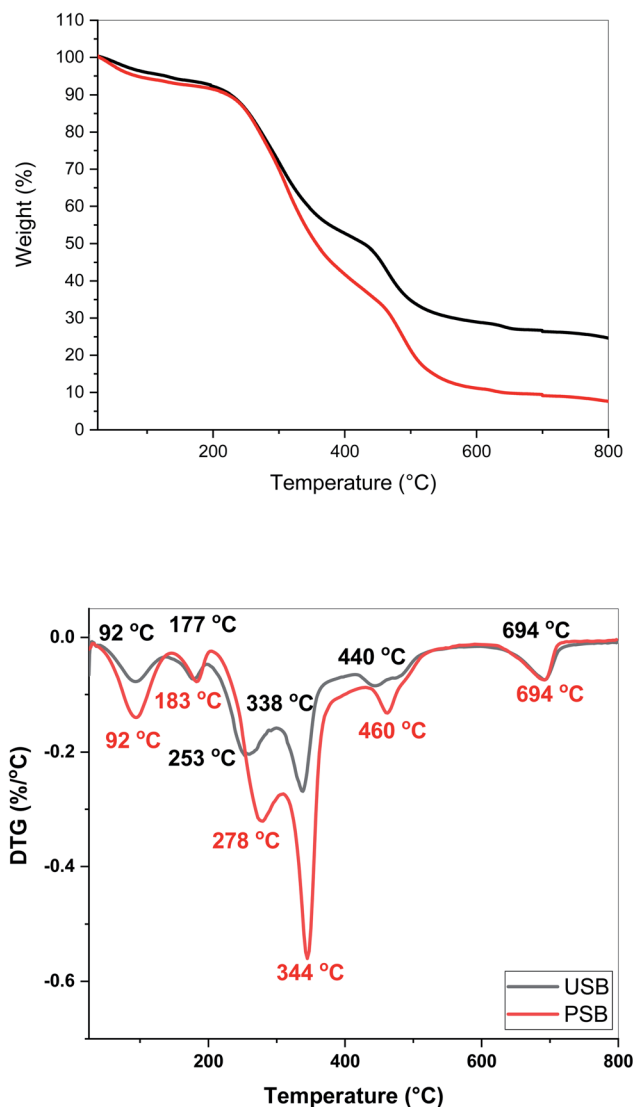 110
100
90
80
70
60
50
40
30
20
10
0
Weight (%)
200 400 600 800
Temperature (°C)
0.0
-0.2
-0.4
-0.6
DTG (%/°C)
92 °C
177 °C
440 °C
694 °C
183 °C
338 °C
694 °C
92 °C
253 °C
460 °C
278 °C
344 °C
USB
PSB
200 400 600 800
Temperature (°C)